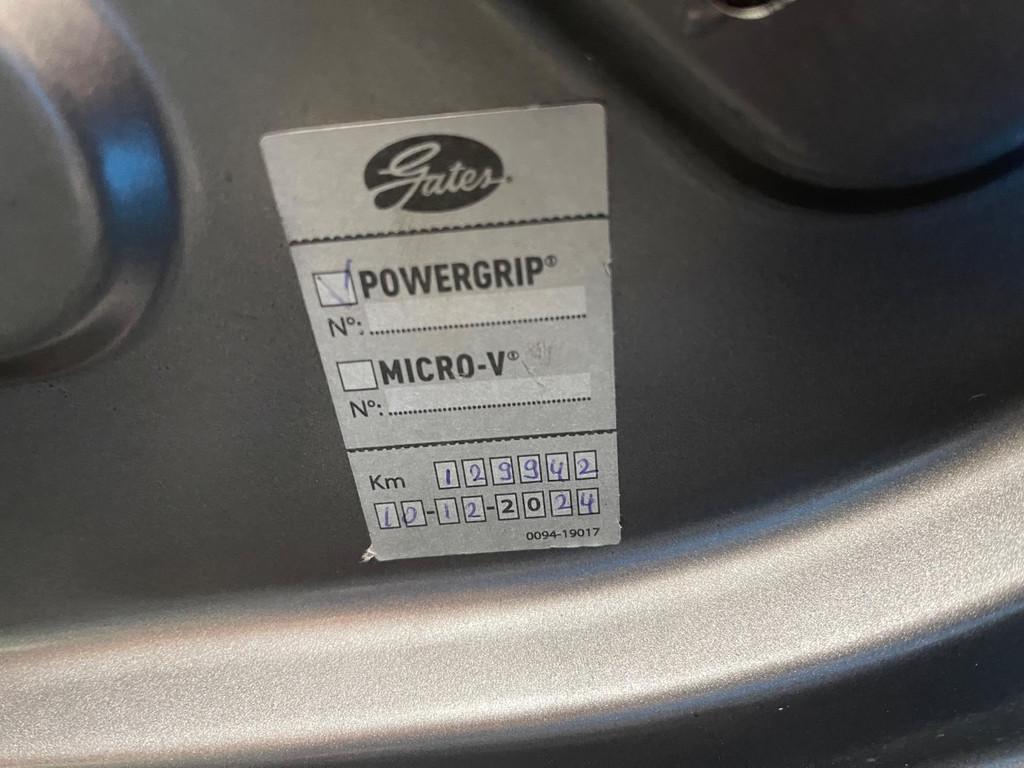 Gates®
POWERGRIP®
N°:
MICRO-V®
N°:
Km 129942
10-12-2024
0094-19017